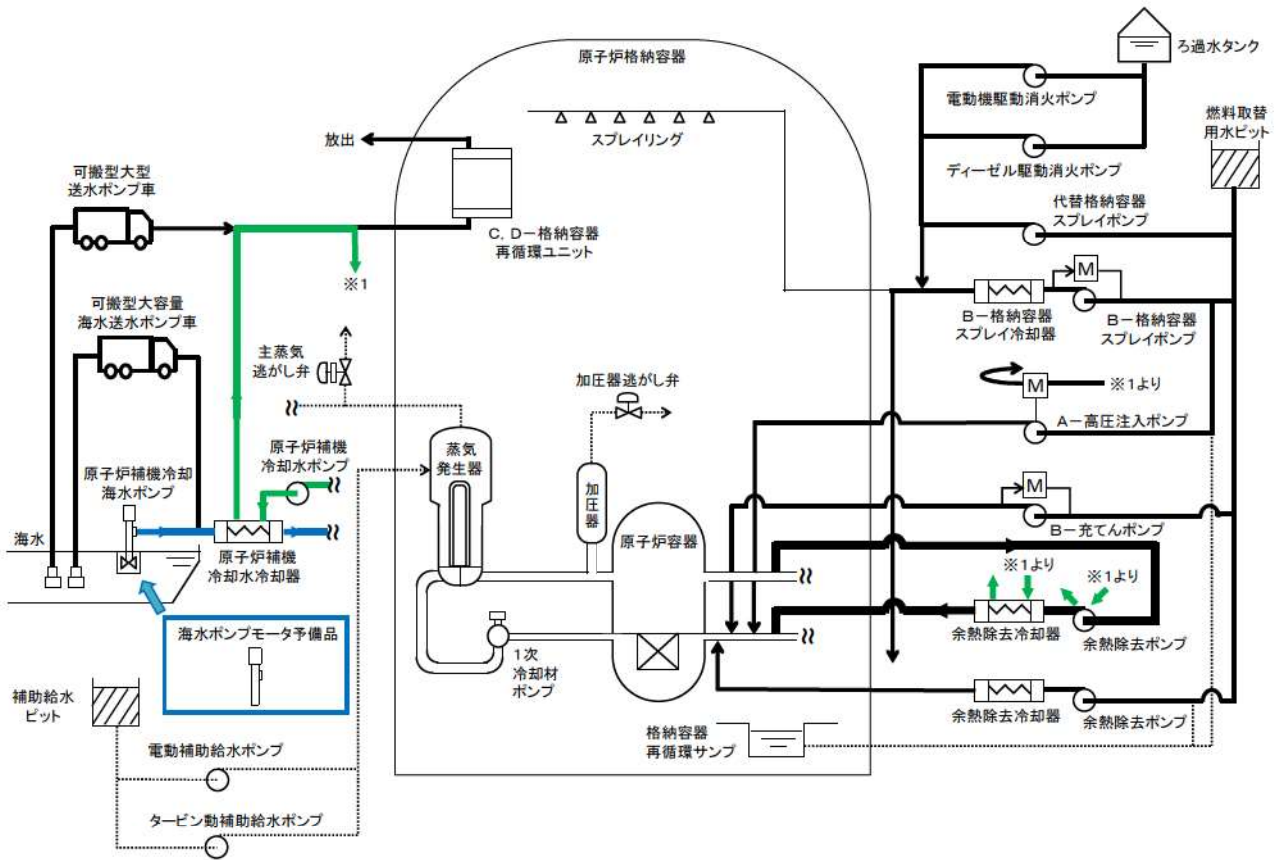 原子炉格納容器
ろ過水タンク
電動機駆動消火ポンプ
燃料取替
用水ピット
スプレイリング
放出
ディーゼル駆動消火ポンプ
可搬型大型
送水ポンプ車
代替格納容器
スプレイポンプ
C, D－格納容器
再循環ユニット
M
※1
B－格納容器
スプレイ冷却器
B－格納容器
スプレイポンプ
可搬型大容量
海水送水ポンプ車
主蒸気
逃がし弁
加圧器逃がし弁
M
※1より
A－高圧注入ポンプ
蒸気
発生器
原子炉補機
冷却水ポンプ
原子炉補機冷却
海水ポンプ
加圧器
M
B－充てんポンプ
原子炉容器
海水
原子炉補機
冷却水冷却器
※1より
※1より
海水ポンプモータ予備品
余熱除去冷却器
余熱除去ポンプ
1次
冷却材
ポンプ
補助給水
ピット
余熱除去冷却器
余熱除去ポンプ
格納容器
再循環サンプ
電動補助給水ポンプ
タービン動補助給水ポンプ